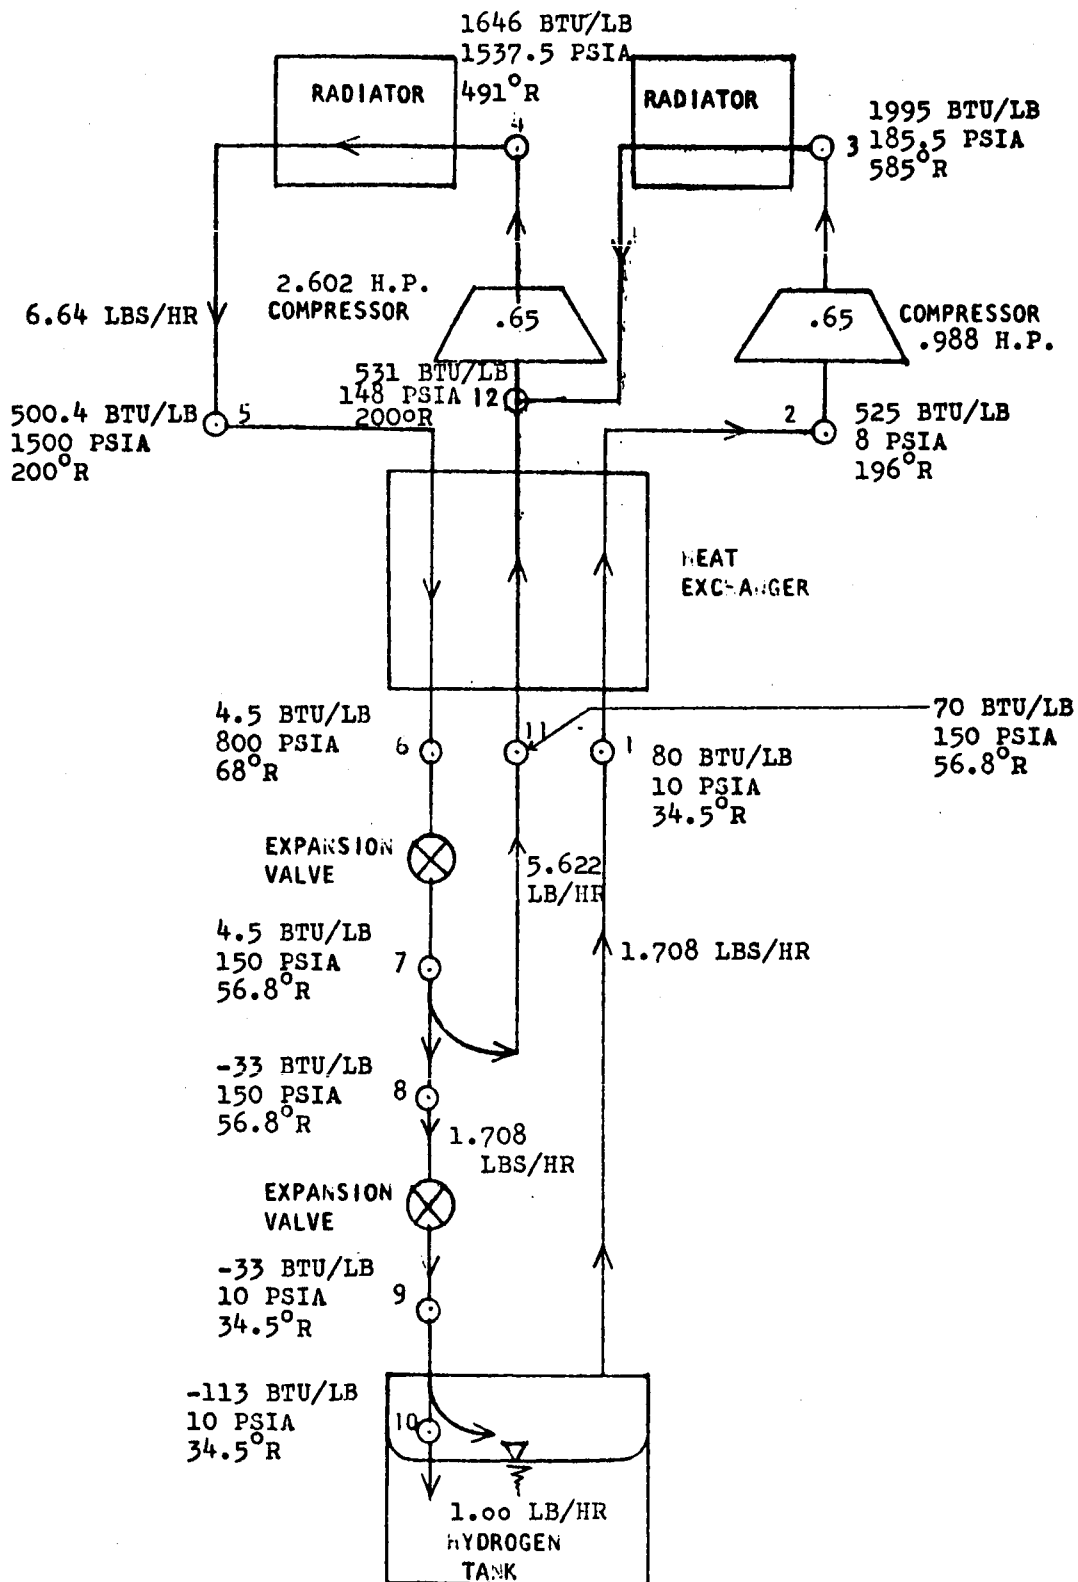 1646 BTU/LB
1537.5 PSIA
491°R
4
RADIATOR
RADIATOR
1995 BTU/LB
185.5 PSIA
585°R
3
2.602 H.P.
COMPRESSOR
.65
.65
COMPRESSOR
.988 H.P.
6.64 LBS/HR
531 BTU/LB
148 PSIA
200°R
12
500.4 BTU/LB
1500 PSIA
200°R
5
2
525 BTU/LB
8 PSIA
196°R
HEAT
EXCHANGER
4.5 BTU/LB
800 PSIA
68°R
6
11
1
80 BTU/LB
10 PSIA
34.5°R
70 BTU/LB
150 PSIA
56.8°R
EXPANSION
VALVE
5.622
LB/HR
4.5 BTU/LB
150 PSIA
56.8°R
7
1.708 LBS/HR
-33 BTU/LB
150 PSIA
56.8°R
8
1.708
LBS/HR
EXPANSION
VALVE
-33 BTU/LB
10 PSIA
34.5°R
9
-113 BTU/LB
10 PSIA
34.5°R
10
1.00 LB/HR
HYDROGEN
TANK